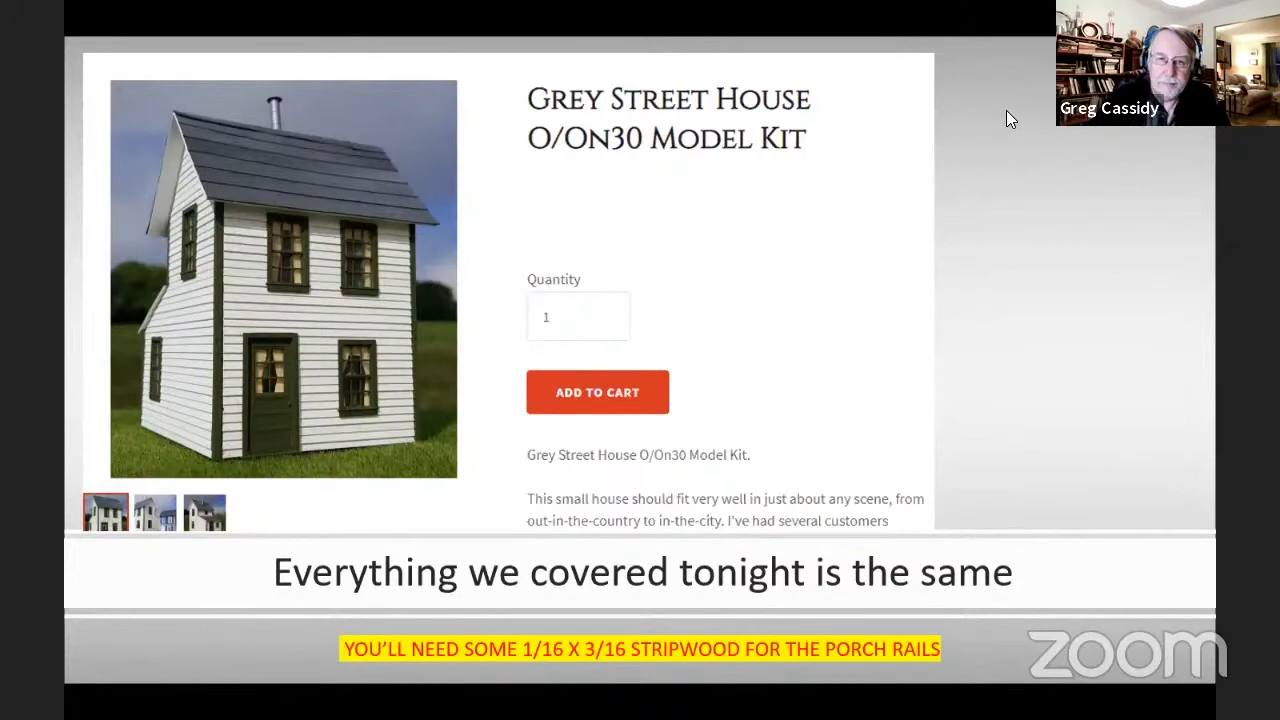 GREY STREET HOUSE
O/ON30 MODEL KIT
Greg Cassidy
Quantity
1
ADD TO CART
Grey Street House O/On30 Model Kit.
This small house should fit very well in just about any scene, from
out-in-the-country to in-the-city. I've had several customers
Everything we covered tonight is the same
YOU'LL NEED SOME 1/16 X 3/16 STRIPWOOD FOR THE PORCH RAILS
zoom